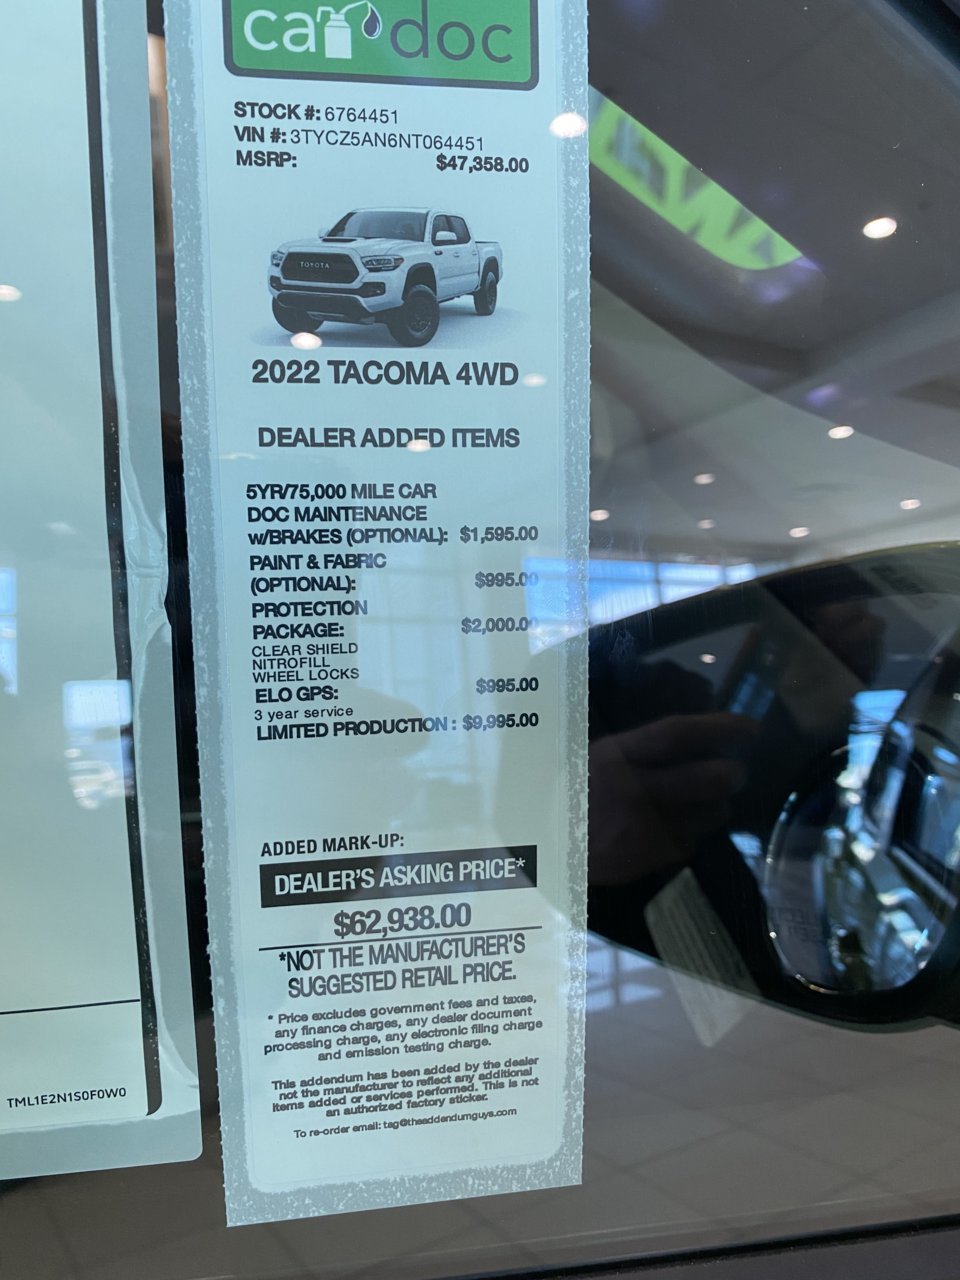 ca doc
STOCK #: 6764451
VIN #: 3TYCZ5AN6NT064451
MSRP: $47,358.00
TOYOTA
2022 TACOMA 4WD
DEALER ADDED ITEMS
5YR/75,000 MILE CAR
DOC MAINTENANCE
w/BRAKES (OPTIONAL): $1,595.00
PAINT & FABRIC
(OPTIONAL): $995.00
PROTECTION
PACKAGE: $2,000.00
CLEAR SHIELD
NITROFILL
WHEEL LOCKS
ELO GPS: $995.00
3 year service
LIMITED PRODUCTION : $9,995.00
ADDED MARK-UP:
DEALER'S ASKING PRICE*
$62,938.00
*NOT THE MANUFACTURER'S
SUGGESTED RETAIL PRICE.
* Price excludes government fees and taxes,
any finance charges, any dealer document
processing charge, any electronic filing charge
and emission testing charge.
This addendum has been added by the dealer
not the manufacturer to reflect any additional
items added or services performed. This is not
an authorized factory sticker.
To re-order email: tag@theaddendumguys.com
TML1E2N1S0F0W0